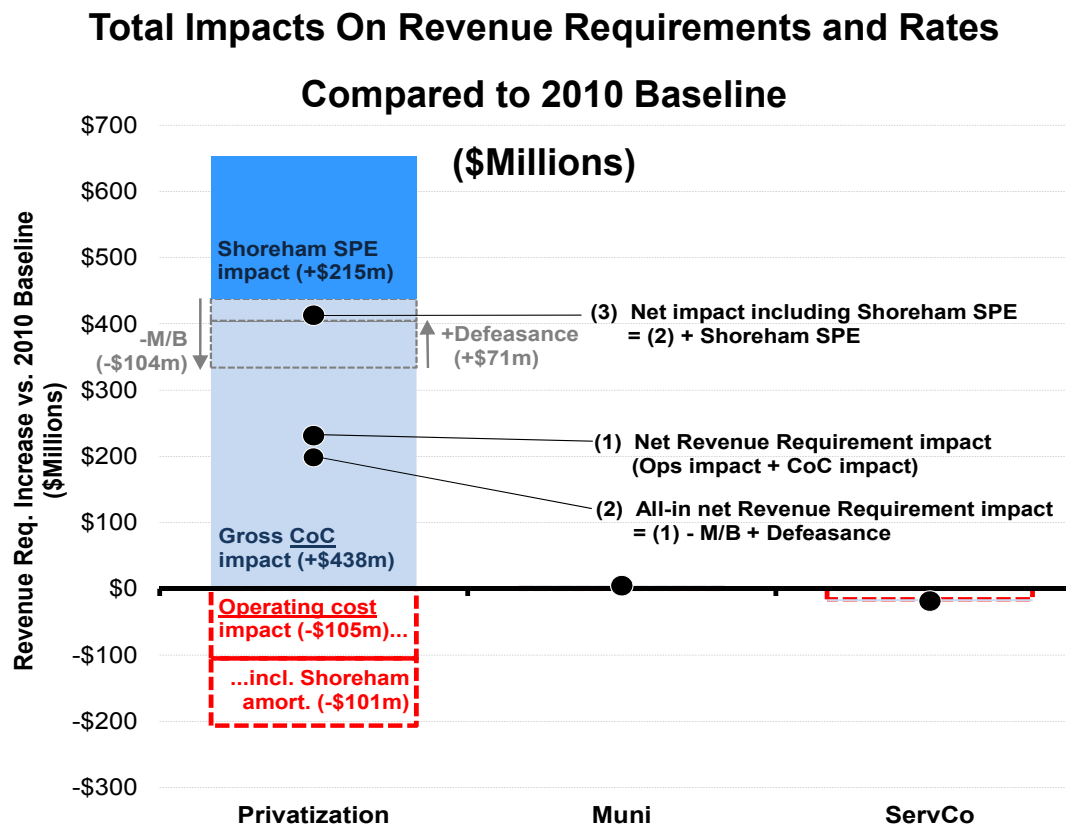 Total Impacts On Revenue Requirements and Rates
Compared to 2010 Baseline
($Millions)
Revenue Req. Increase vs. 2010 Baseline
($Millions)
$700
$600
$500
$400
$300
$200
$100
$0
-$100
-$200
-$300
Shoreham SPE
impact (+$215m)
-M/B
(-$104m)
+Defeasance
(+$71m)
(3) Net impact including Shoreham SPE
= (2) + Shoreham SPE
(1) Net Revenue Requirement impact
(Ops impact + CoC impact)
(2) All-in net Revenue Requirement impact
= (1) - M/B + Defeasance
Gross CoC
impact (+$438m)
Operating cost
impact (-$105m)...
...incl. Shoreham
amort. (-$101m)
Privatization
Muni
ServCo